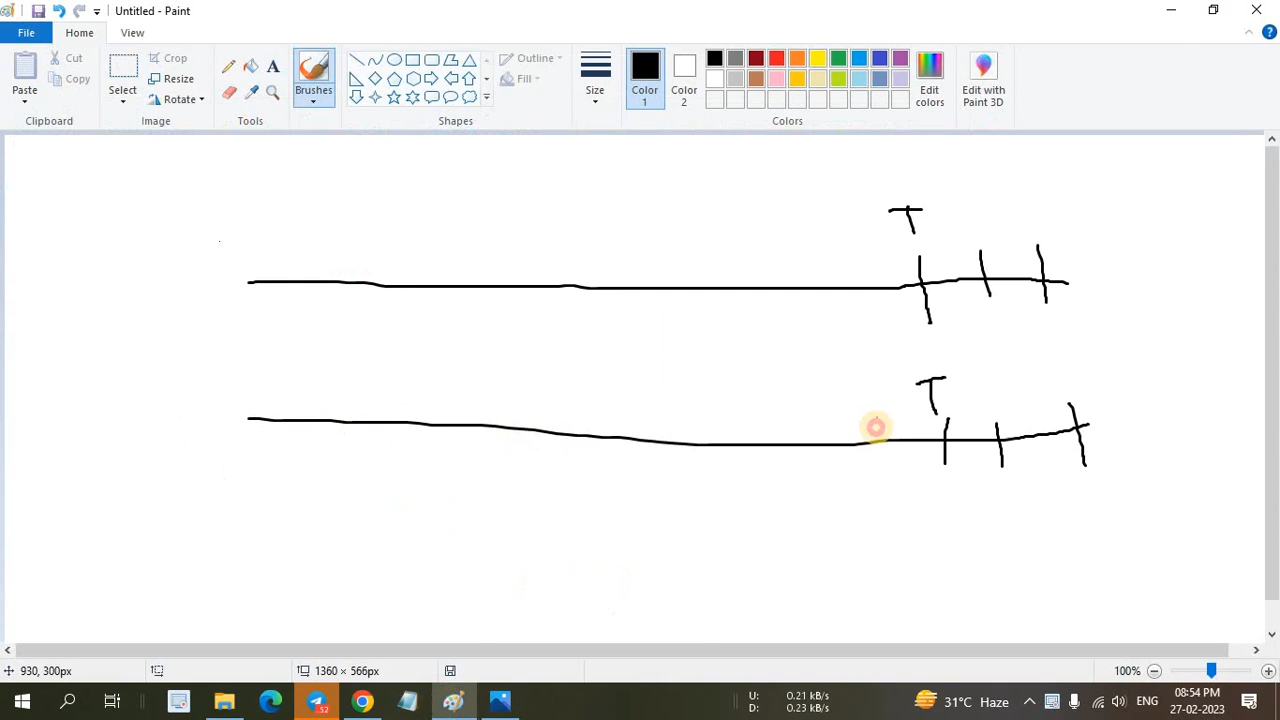 Untitled - Paint
File Home View
Cut
Copy
Paste
Crop
Resize
Rotate
Select
Brushes
Outline
Fill
Size
Color 1
Color 2
Edit colors
Edit with Paint 3D
Clipboard
Image
Tools
Shapes
Colors
T
T
930, 300px
1360 × 566px
100%
52
U: 0.21 kB/s
D: 0.23 kB/s
31°C Haze
ENG
08:54 PM
27-02-2023